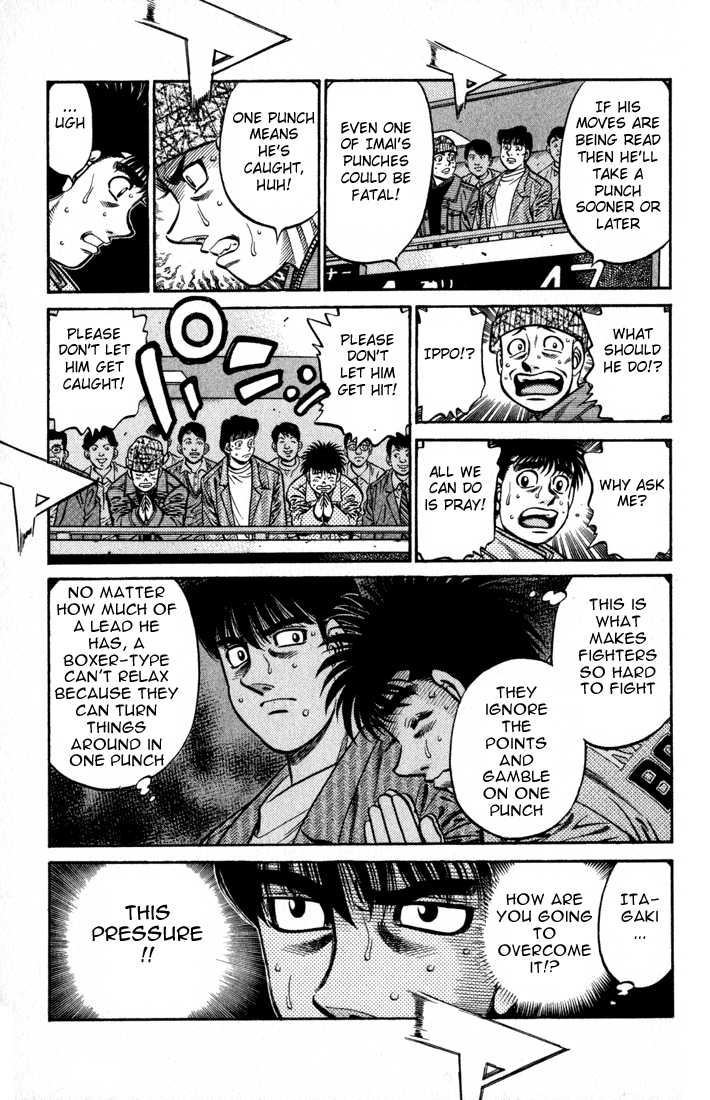 IF HIS
MOVES ARE
BEING READ
THEN HE'LL
TAKE A
PUNCH
SOONER OR
LATER
EVEN ONE
OF IMAI'S
PUNCHES
COULD BE
FATAL!
ONE PUNCH
MEANS
HE'S
CAUGHT,
HUH!
...
UGH
WHAT
SHOULD
HE DO!?
IPPO!?
WHY ASK
ME?
ALL WE
CAN DO
IS PRAY!
PLEASE
DON'T
LET HIM
GET HIT!
パンッ
PLEASE
DON'T LET
HIM GET
CAUGHT!
THIS IS
WHAT
MAKES
FIGHTERS
SO HARD
TO FIGHT
THEY
IGNORE
THE
POINTS
AND
GAMBLE
ON ONE
PUNCH
NO MATTER
HOW MUCH OF
A LEAD HE
HAS, A
BOXER-TYPE
CAN'T RELAX
BECAUSE THEY
CAN TURN
THINGS
AROUND IN
ONE PUNCH
ITA-
GAKI
...
HOW ARE
YOU GOING
TO
OVERCOME
IT!?
THIS
PRESSURE
!!